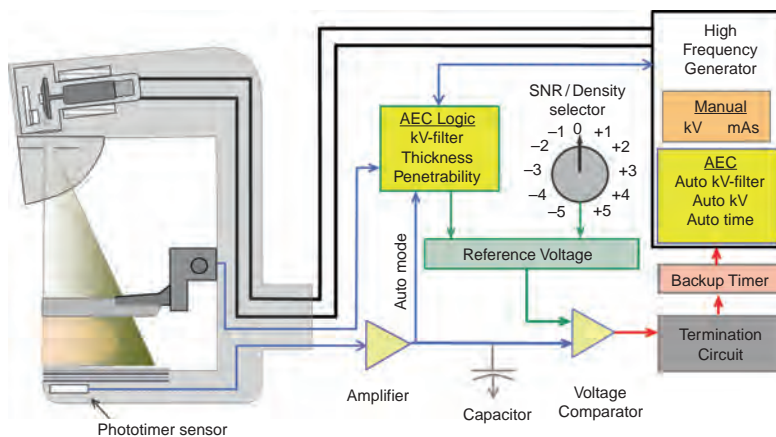 High
Frequency
Generator
SNR / Density
selector
Manual
kV mAs
–1 0 +1
–2 +2
–3 +3
–4 +4
–5 +5
AEC Logic
kV-filter
Thickness
Penetrability
AEC
Auto kV-filter
Auto kV
Auto time
Reference Voltage
Auto mode
Backup Timer
Termination
Circuit
Amplifier
Capacitor
Voltage
Comparator
Phototimer sensor